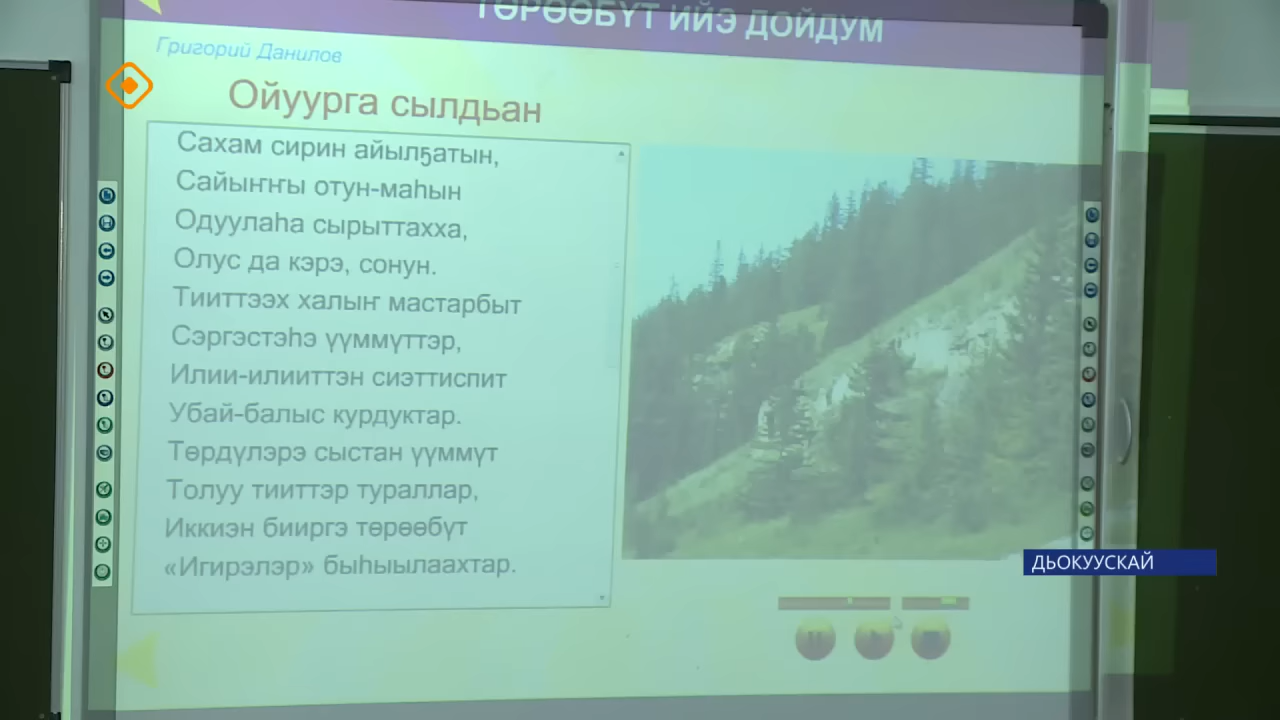 ТӨРӨӨБҮТ ИЙЭ ДОЙДУМ
Григорий Данилов
Ойуурга сылдьан
Сахам сирин айылҕатын,
Сайыҥҥы отун-маһын
Одуулаһа сырыттахха,
Олус да кэрэ, сонун.
Тииттээх халыҥ мастарбыт
Сэргэстэһэ үүммүттэр,
Илии-илииттэн сиэттиспит
Убай-балыс курдуктар.
Төрдүлэрэ сыстан үүммүт
Толуу тииттэр тураллар,
Иккиэн бииргэ төрөөбүт
«Игирэлэр» быһыылаахтар.
ДЬОКУУСКАЙ